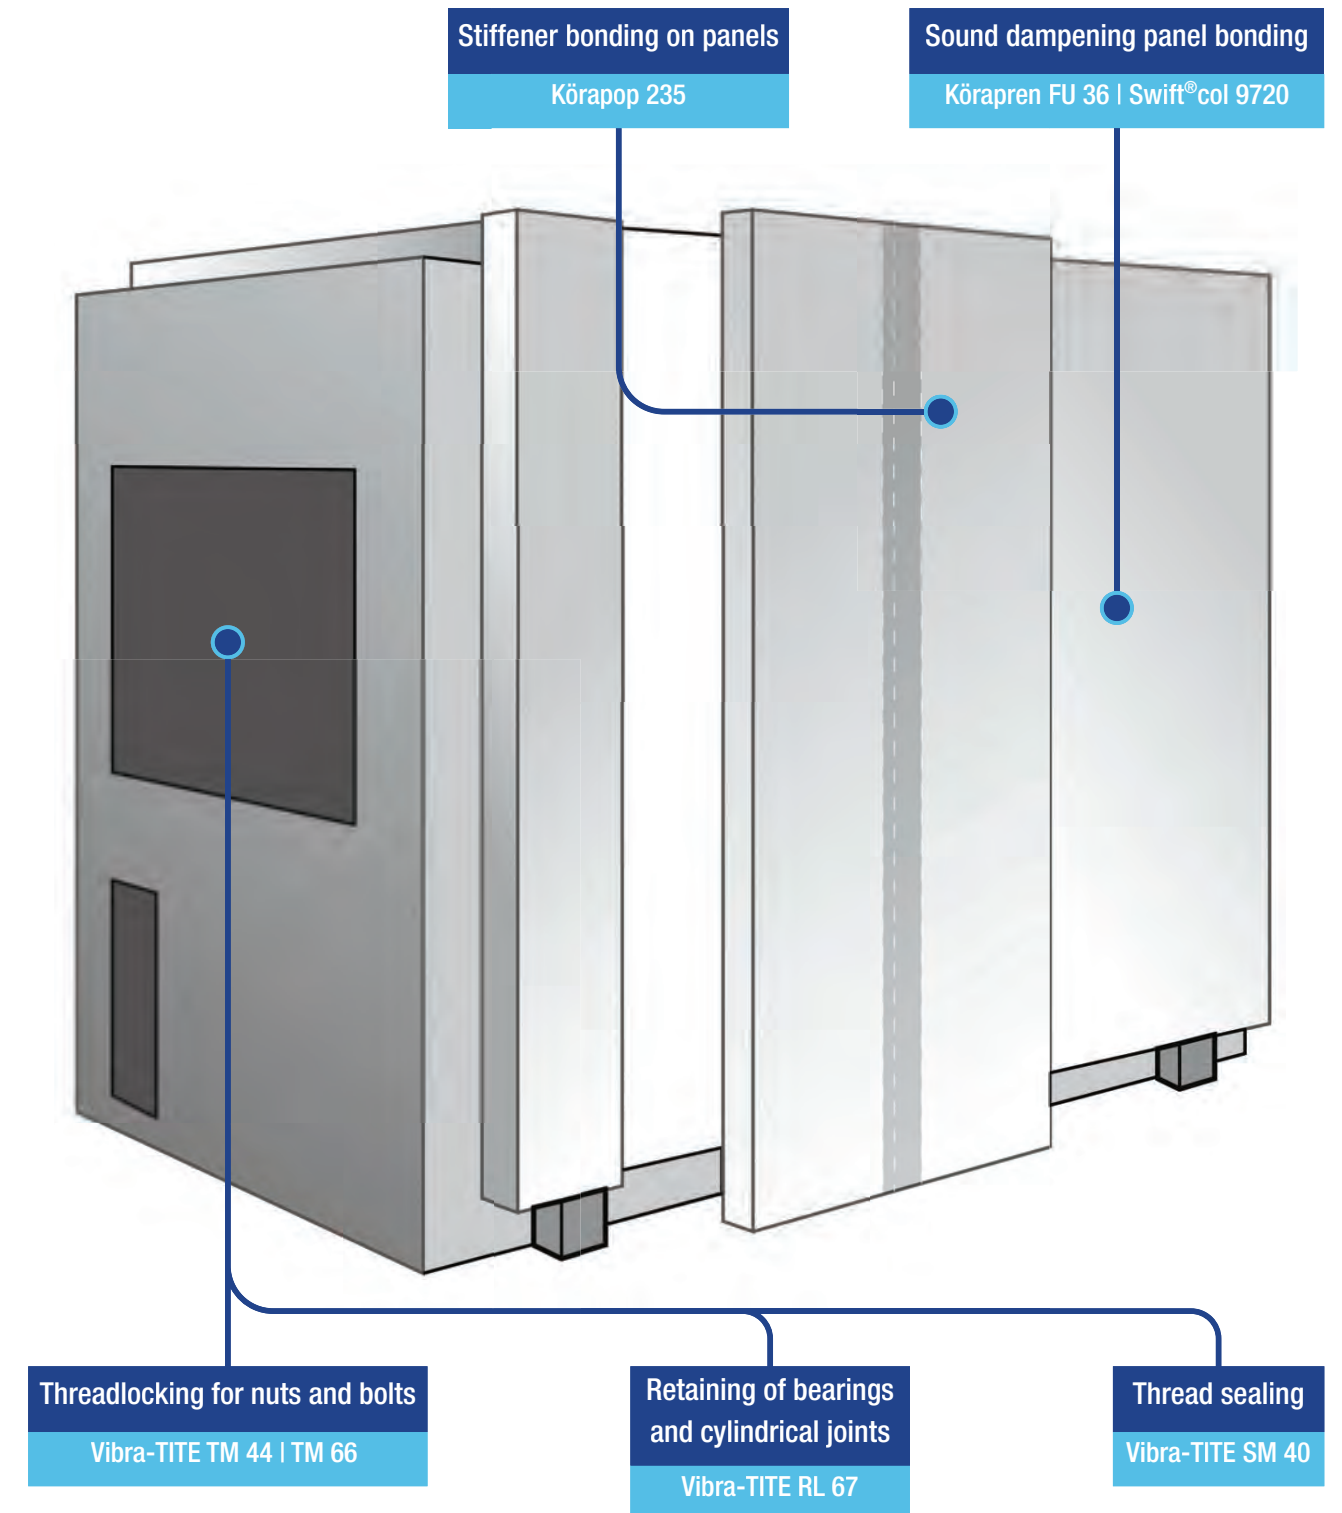 Stiffener bonding on panels
Körapop 235
Sound dampening panel bonding
Körapren FU 36 | Swift®col 9720
Threadlocking for nuts and bolts
Vibra-TITE TM 44 | TM 66
Retaining of bearings
and cylindrical joints
Vibra-TITE RL 67
Thread sealing
Vibra-TITE SM 40